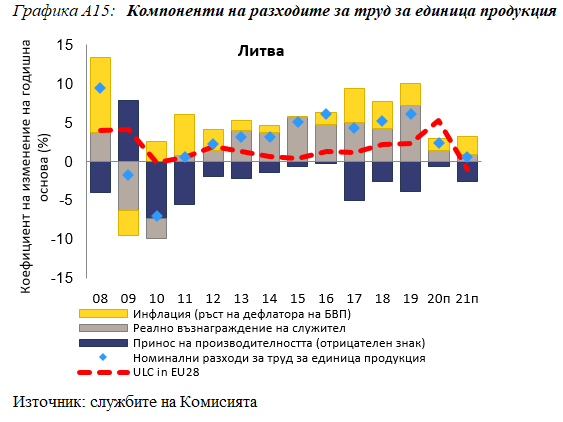 Графика A15: Компоненти на разходите за труд за единица продукция
Литва
Коефициент на изменение на годишна
основа (%)
15
10
5
0
-5
-10
-15
08 09 10 11 12 13 14 15 16 17 18 19 20п 21п
Инфлация (ръст на дефлатора на БВП)
Реално възнаграждение на служител
Принос на производителността (отрицателен знак)
Номинални разходи за труд за единица продукция
ULC in EU28
Източник: службите на Комисията